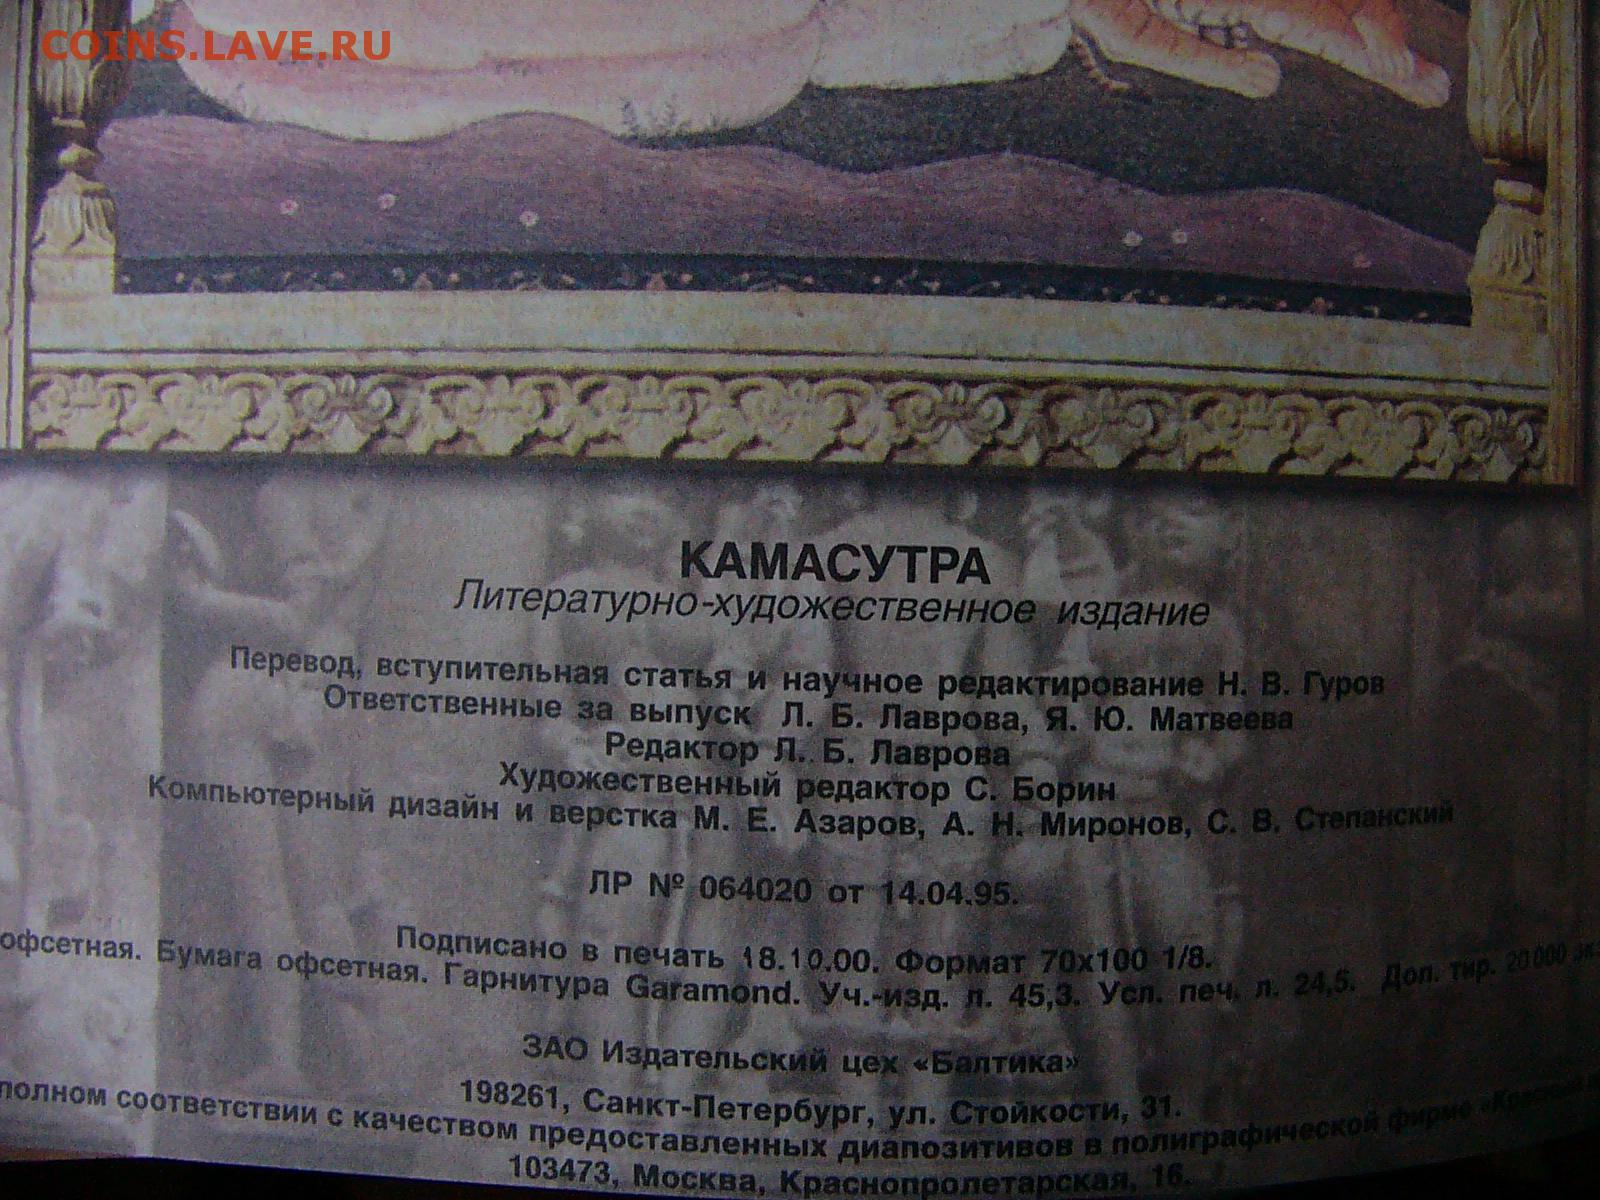 COINS.LAVE.RU
КАМАСУТРА
Литературно-художественное издание
Перевод, вступительная статья и научное редактирование Н. В. Гуров
Ответственные за выпуск Л. Б. Лаврова, Я. Ю. Матвеева
Редактор Л. Б. Лаврова
Художественный редактор С. Борин
Компьютерный дизайн и верстка М. Е. Азаров, А. Н. Миронов, С. В. Степанский
ЛР № 064020 от 14.04.95.
Подписано в печать 18.10.00. Формат 70x100 1/8.
офсетная. Бумага офсетная. Гарнитура Garamond. Уч.-изд. л. 45,3. Усл. печ. л. 24,5. Доп. тир. 20 000
ЗАО Издательский цех «Балтика»
198261, Санкт-Петербург, ул. Стойкости, 31.
полном соответствии с качеством предоставленных диапозитивов в полиграфической фирме
103473, Москва, Краснопролетарская, 16.